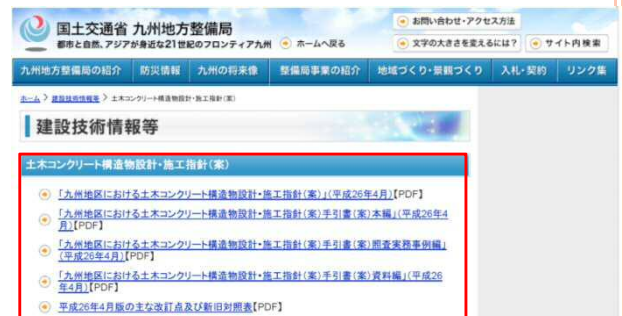 国土交通省 九州地方整備局
都市と自然、アジアが身近な21世紀のフロンティア九州
ホームへ戻る
お問い合わせ・アクセス方法
文字の大きさを変えるには?
サイト内検索
九州地方整備局の紹介 防災情報 九州の将来像 整備局事業の紹介 地域づくり・景観づくり 入札・契約 リンク集
ホーム > 建設技術情報等 > 土木コンクリート構造物設計・施工指針(案)
建設技術情報等
土木コンクリート構造物設計・施工指針(案)
「九州地区における土木コンクリート構造物設計・施工指針(案)」(平成26年4月)【PDF】
「九州地区における土木コンクリート構造物設計・施工指針(案)手引書(案)本編」(平成26年4
月)【PDF】
「九州地区における土木コンクリート構造物設計・施工指針(案)手引書(案)照査実務事例編」
(平成26年4月)【PDF】
「九州地区における土木コンクリート構造物設計・施工指針(案)手引書(案)資料編」(平成26
年4月)【PDF】
平成26年4月版の主な改訂点及び新旧対照表【PDF】